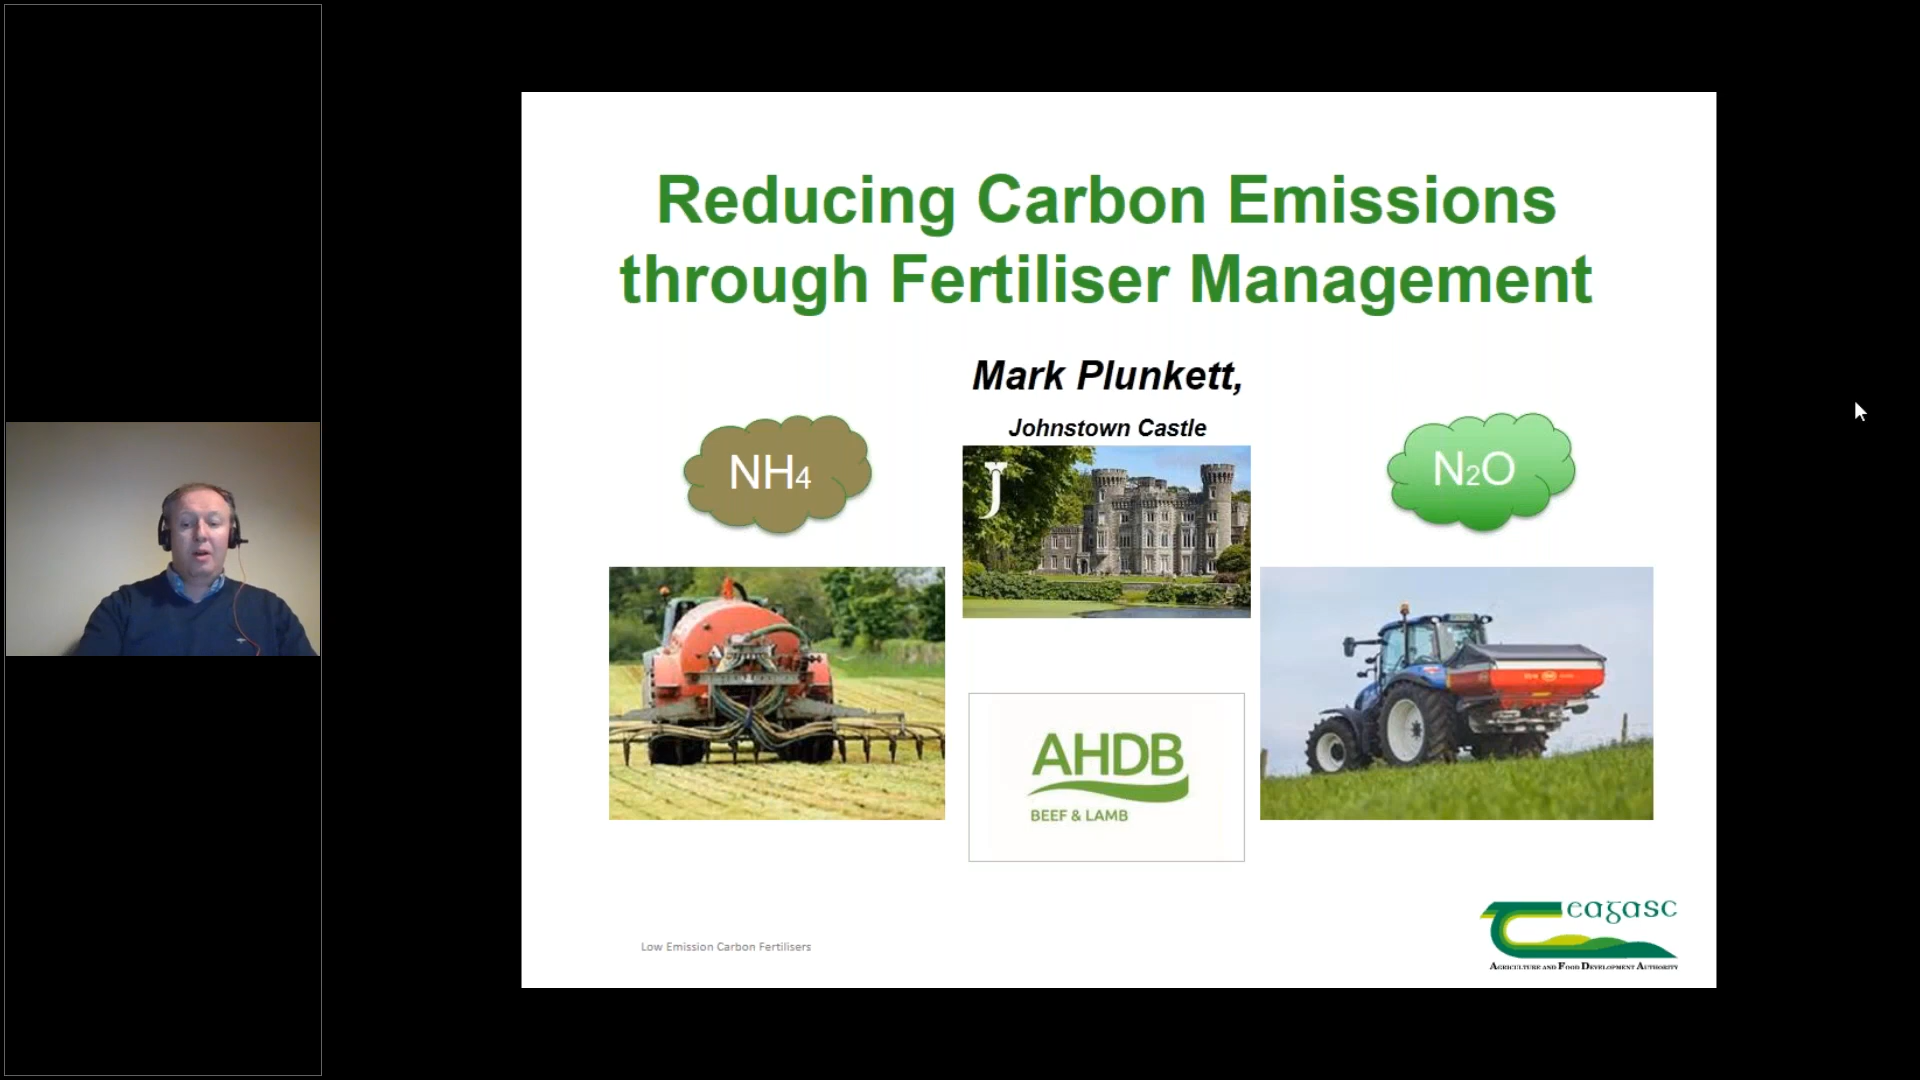 Reducing Carbon Emissions
through Fertiliser Management
Mark Plunkett,
Johnstown Castle
NH4
N2O
J
AHDB
BEEF & LAMB
Low Emission Carbon Fertilisers
eagasc
AGRICULTURE AND FOOD DEVELOPMENT AUTHORITY